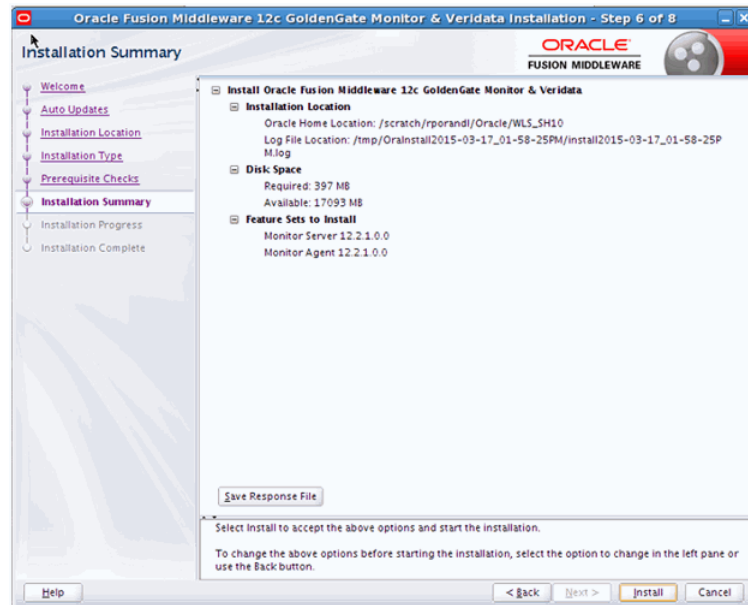 Oracle Fusion Middleware 12c GoldenGate Monitor & Veridata Installation - Step 6 of 8
Installation Summary
ORACLE
FUSION MIDDLEWARE
Welcome
Auto Updates
Installation Location
Installation Type
Prerequisite Checks
Installation Summary
Installation Progress
Installation Complete
Install Oracle Fusion Middleware 12c GoldenGate Monitor & Veridata
Installation Location
Oracle Home Location: /scratch/rporandl/Oracle/WLS_SH10
Log File Location: /tmp/OraInstall2015-03-17_01-58-25PM/install2015-03-17_01-58-25P
M.log
Disk Space
Required: 397 MB
Available: 17093 MB
Feature Sets to Install
Monitor Server 12.2.1.0.0
Monitor Agent 12.2.1.0.0
Save Response File
Select Install to accept the above options and start the installation.
To change the above options before starting the installation, select the option to change in the left pane or
use the Back button.
Help
< Back
Next >
Install
Cancel